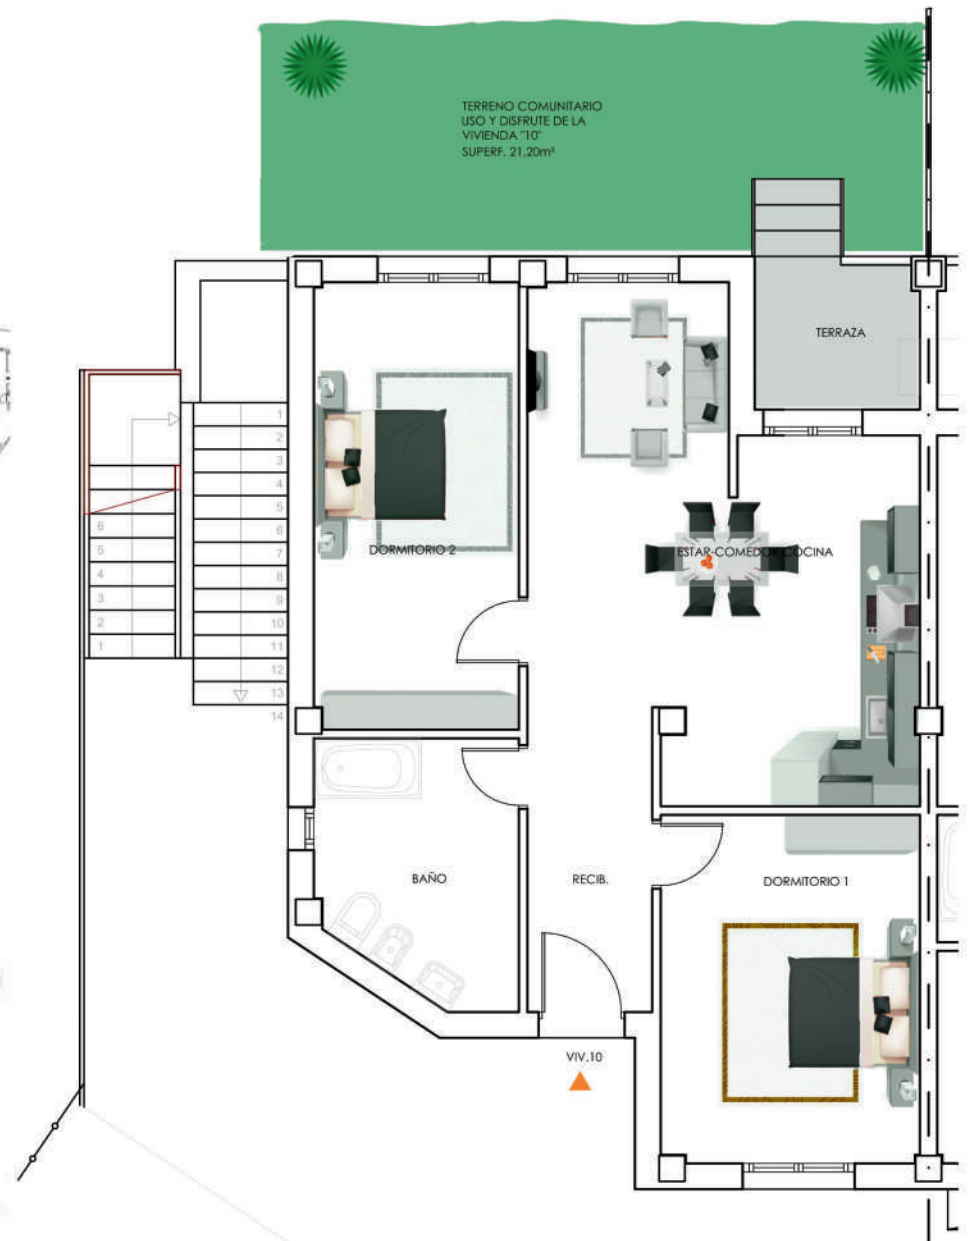 TERRENO COMUNITARIO
USO Y DISFRUTE DE LA
VIVIENDA "10"
SUPERF. 21,20m²
TERRAZA
1
2
3
4
5
6
7
8
9
10
11
12
13
14
6
5
4
3
2
1
DORMITORIO 2
ESTAR-COMEDOR-COCINA
BAÑO
RECIB.
DORMITORIO 1
VIV.10